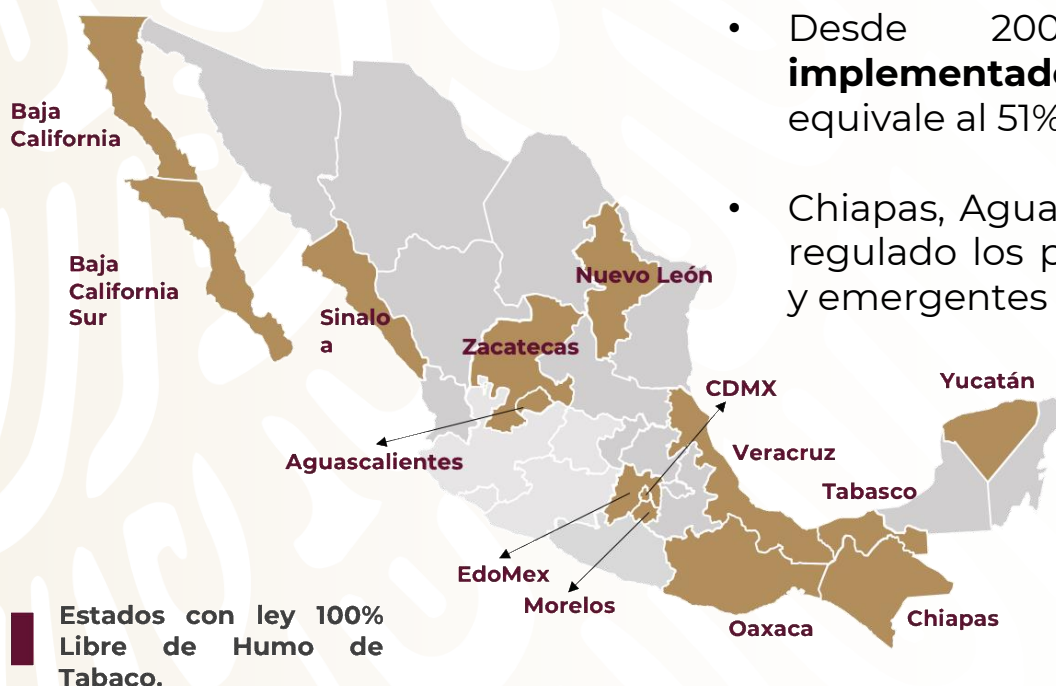 • Desde 200
implementado
equivale al 51%
• Chiapas, Agua
regulado los p
y emergentes
Baja
California
Baja
California
Sur
Sinalo
a
Nuevo León
Zacatecas
Aguascalientes
CDMX
Yucatán
Veracruz
Tabasco
EdoMex
Morelos
Oaxaca
Chiapas
Estados con ley 100%
Libre de Humo de
Tabaco.